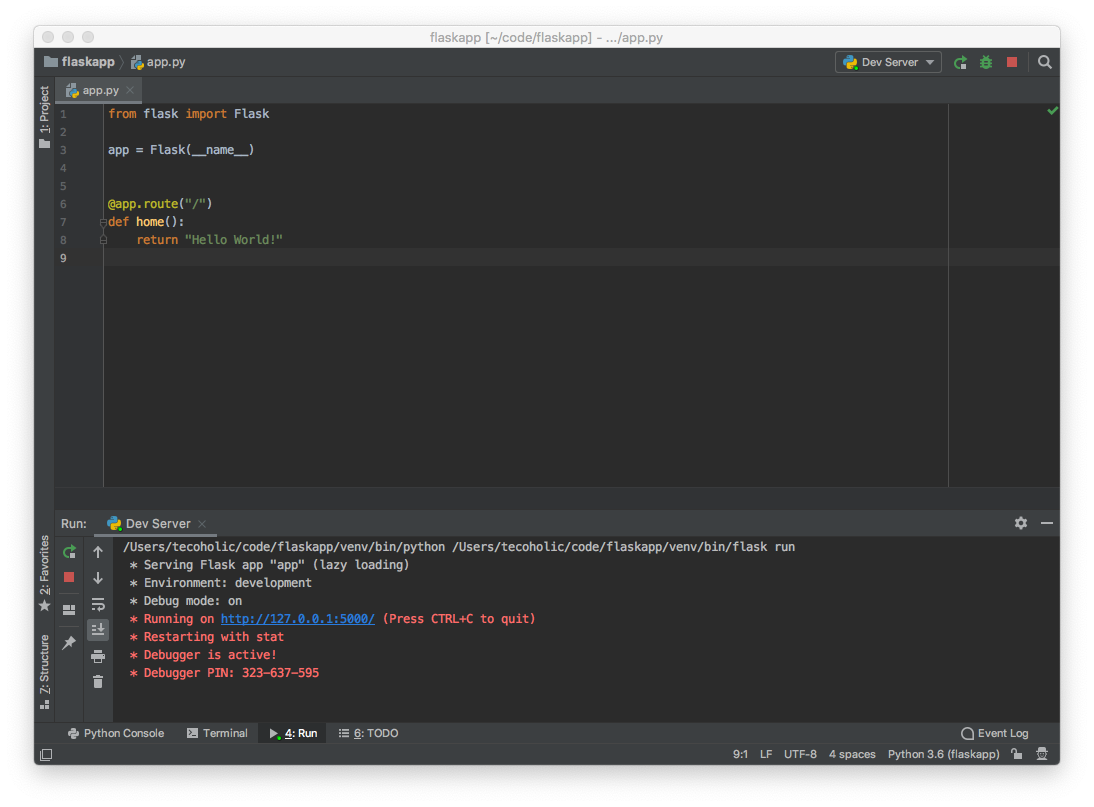 flaskapp [~/code/flaskapp] - .../app.py
flaskapp app.py Dev Server
app.py
1: Project
1 from flask import Flask
2
3 app = Flask(__name__)
4
5
6 @app.route("/")
7 def home():
8 return "Hello World!"
9
Run: Dev Server
2: Favorites
7: Structure
/Users/tecoholic/code/flaskapp/venv/bin/python /Users/tecoholic/code/flaskapp/venv/bin/flask run
* Serving Flask app "app" (lazy loading)
* Environment: development
* Debug mode: on
* Running on http://127.0.0.1:5000/ (Press CTRL+C to quit)
* Restarting with stat
* Debugger is active!
* Debugger PIN: 323-637-595
Python Console Terminal 4: Run 6: TODO Event Log
9:1 LF UTF-8 4 spaces Python 3.6 (flaskapp)